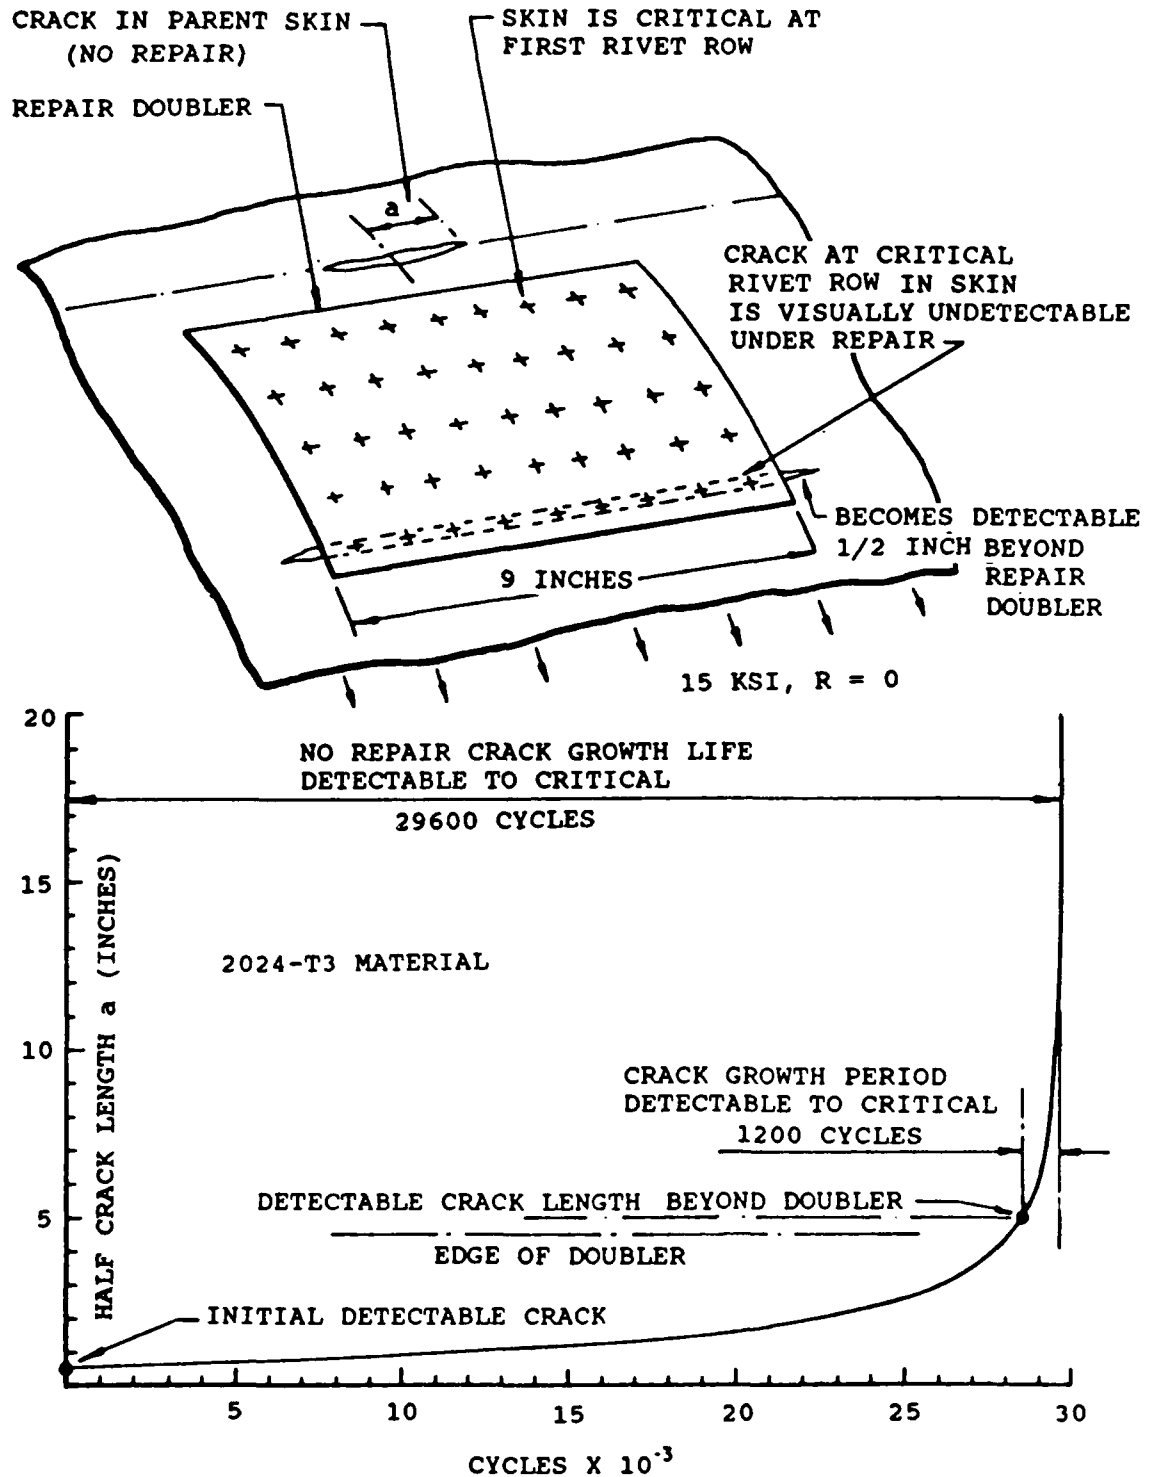 CRACK IN PARENT SKIN
(NO REPAIR)
SKIN IS CRITICAL AT
FIRST RIVET ROW
REPAIR DOUBLER
a
CRACK AT CRITICAL
RIVET ROW IN SKIN
IS VISUALLY UNDETECTABLE
UNDER REPAIR
BECOMES DETECTABLE
1/2 INCH BEYOND
REPAIR
DOUBLER
9 INCHES
15 KSI, R = 0
20
NO REPAIR CRACK GROWTH LIFE
DETECTABLE TO CRITICAL
29600 CYCLES
15
HALF CRACK LENGTH a (INCHES)
2024-T3 MATERIAL
10
CRACK GROWTH PERIOD
DETECTABLE TO CRITICAL
1200 CYCLES
DETECTABLE CRACK LENGTH BEYOND DOUBLER
5
EDGE OF DOUBLER
INITIAL DETECTABLE CRACK
5 10 15 20 25 30
CYCLES X 10⁻³